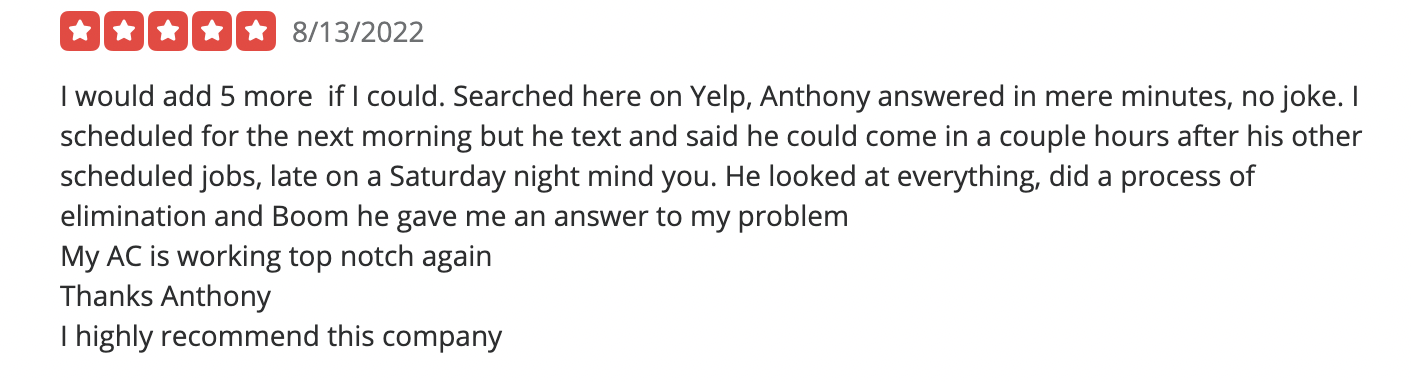 8/13/2022
I would add 5 more  if I could. Searched here on Yelp, Anthony answered in mere minutes, no joke. I
scheduled for the next morning but he text and said he could come in a couple hours after his other
scheduled jobs, late on a Saturday night mind you. He looked at everything, did a process of
elimination and Boom he gave me an answer to my problem
My AC is working top notch again
Thanks Anthony
I highly recommend this company